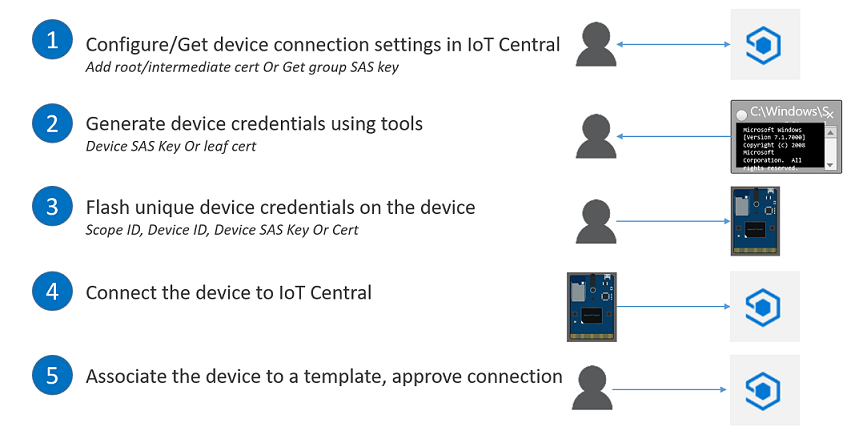 1
Configure/Get device connection settings in IoT Central
Add root/intermediate cert Or Get group SAS key
2
Generate device credentials using tools
Device SAS Key Or leaf cert
C:\Windows\S
Microsoft Windows
[Version 7.1.7000]
Copyright (c) 2008
Microsoft
Corporation. All
rights reserved.
3
Flash unique device credentials on the device
Scope ID, Device ID, Device SAS Key Or Cert
4
Connect the device to IoT Central
5
Associate the device to a template, approve connection